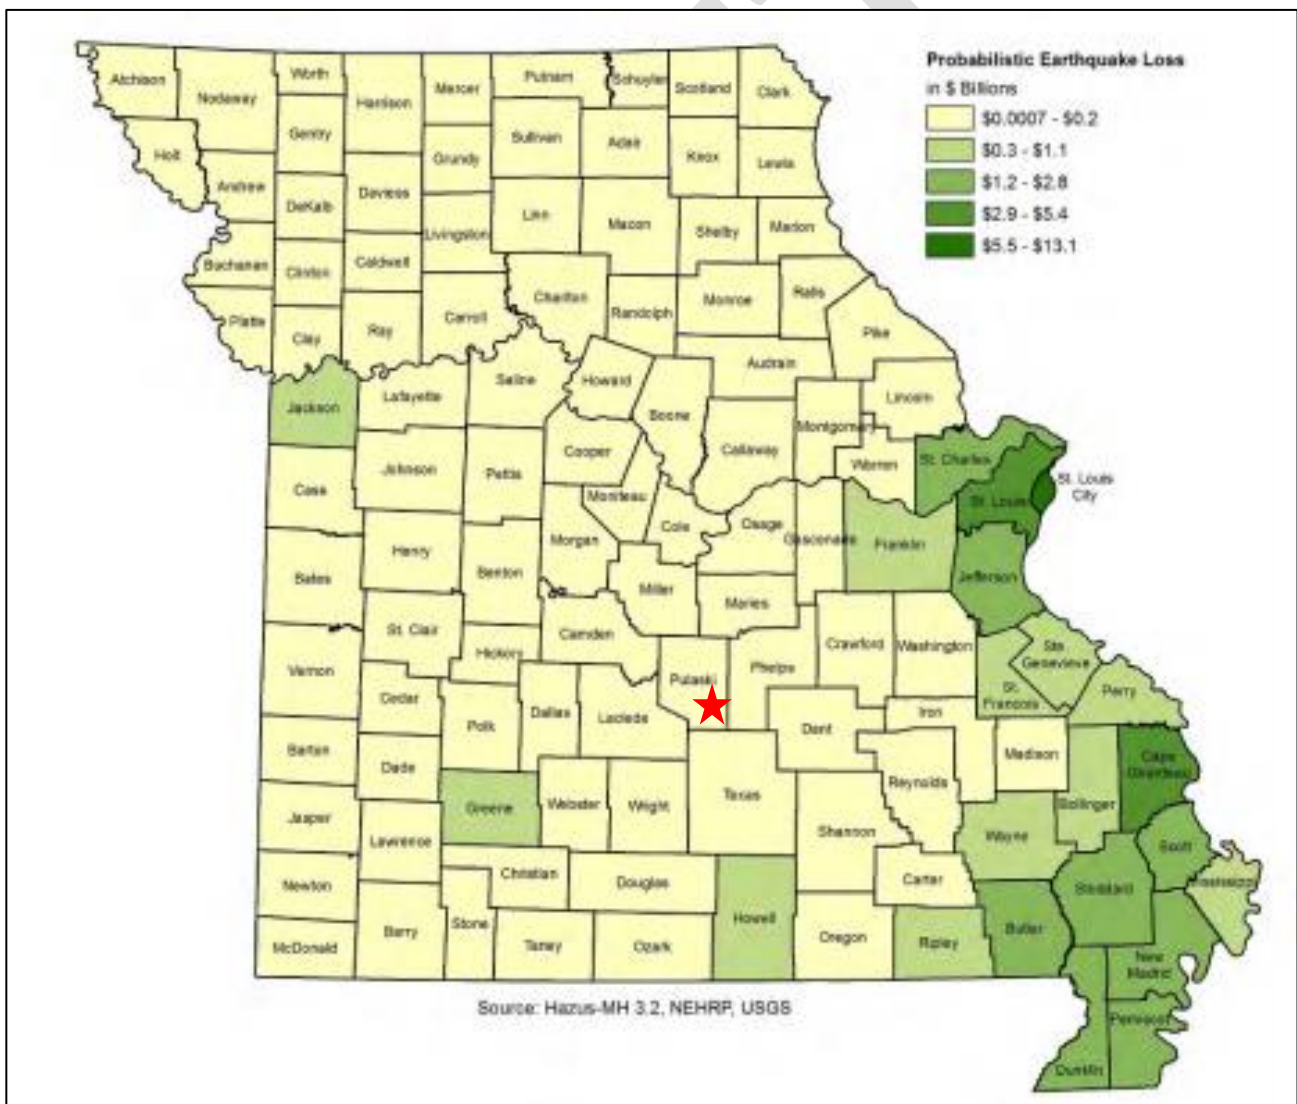 Probabilistic Earthquake Loss
in $ Billions
$0.0007 - $0.2
$0.3 - $1.1
$1.2 - $2.8
$2.9 - $5.4
$5.5 - $13.1
Atchison
Nodaway
Worth
Harrison
Mercer
Putnam
Schuyler
Scotland
Clark
Holt
Gentry
Sullivan
Adair
Knox
Lewis
Andrew
DeKalb
Daviess
Grundy
Linn
Macon
Shelby
Marion
Buchanan
Clinton
Caldwell
Livingston
Chariton
Randolph
Monroe
Ralls
Platte
Clay
Ray
Carroll
Pike
Jackson
Lafayette
Saline
Howard
Boone
Audrain
Lincoln
Cass
Johnson
Pettis
Cooper
Moniteau
Callaway
Montgomery
Warren
St. Charles
St. Louis
St. Louis
City
Bates
Henry
Benton
Morgan
Cole
Osage
Gasconade
Franklin
Jefferson
Miller
Maries
Vernon
St. Clair
Hickory
Camden
Pulaski
Phelps
Crawford
Washington
Ste.
Genevieve
St.
Francois
Perry
Cedar
Polk
Dallas
Laclede
Dent
Iron
Madison
Cape
Girardeau
Barton
Dade
Greene
Webster
Wright
Texas
Reynolds
Bollinger
Jasper
Lawrence
Shannon
Wayne
Scott
Mississippi
Newton
Christian
Douglas
Howell
Carter
Stoddard
McDonald
Barry
Stone
Taney
Ozark
Oregon
Ripley
Butler
New
Madrid
Pemiscot
Dunklin
Source: Hazus-MH 3.2, NEHRP, USGS